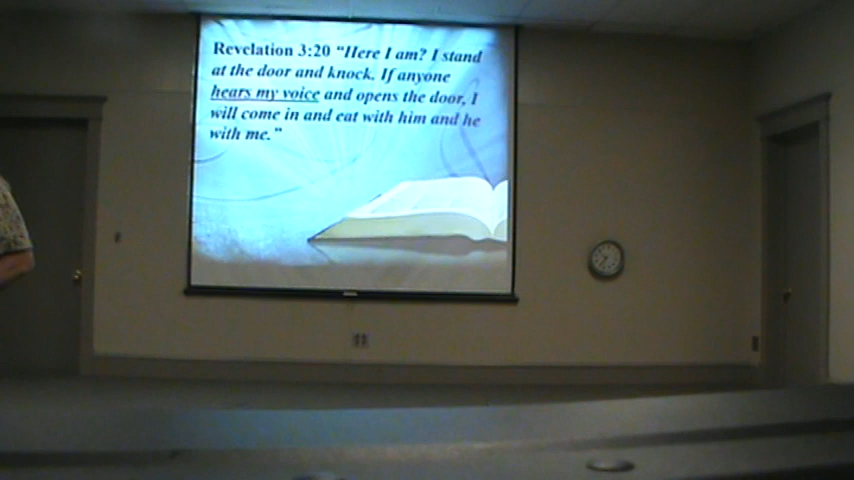 Revelation 3:20 “Here I am? I stand
at the door and knock. If anyone
hears my voice and opens the door, I
will come in and eat with him and he
with me.”